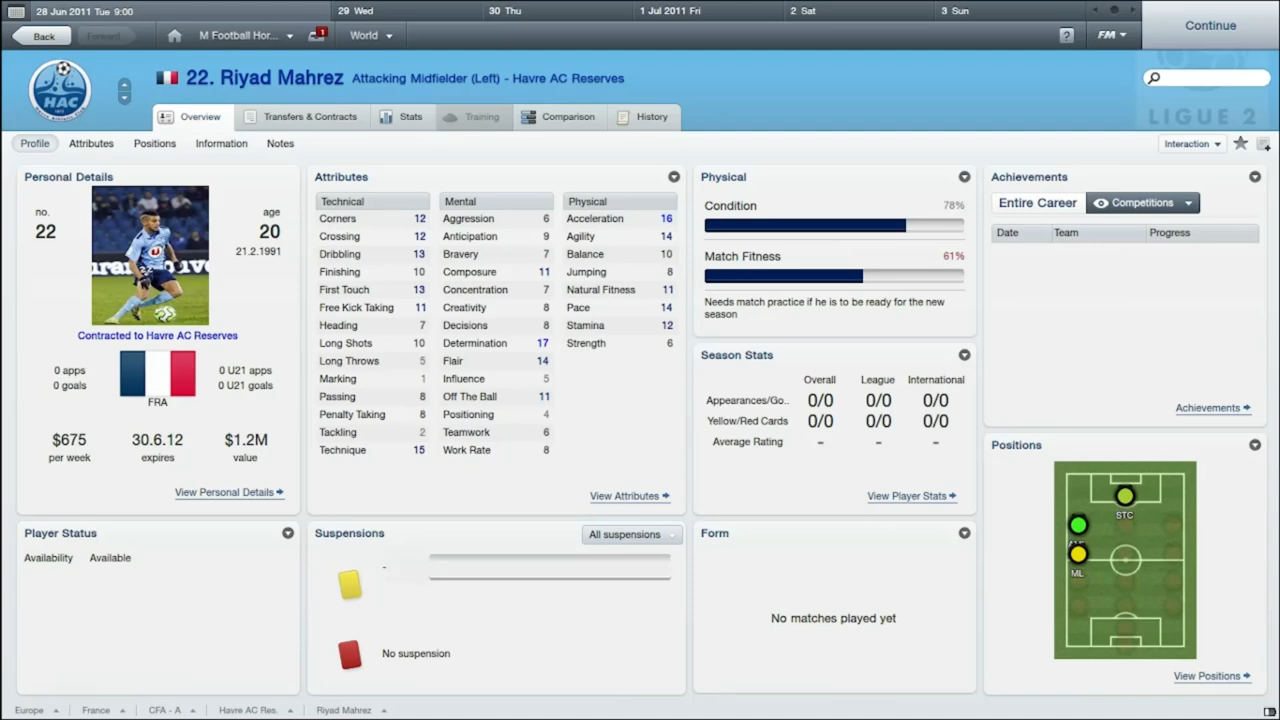 28 Jun 2011 Tue 9:00
29 Wed
30 Thu
1 Jul 2011 Fri
2 Sat
3 Sun
Continue
Back
Forward
M Football Hor...
1
World
?
FM
HAC
22. Riyad Mahrez
Attacking Midfielder (Left) - Havre AC Reserves
LIGUE 2
Overview
Transfers & Contracts
Stats
Training
Comparison
History
Profile
Attributes
Positions
Information
Notes
Interaction
Personal Details
no.
22
age
20
21.2.1991
Contracted to Havre AC Reserves
0 apps
0 goals
FRA
0 U21 apps
0 U21 goals
$675
per week
30.6.12
expires
$1.2M
value
View Personal Details
Attributes
Technical
Corners 12
Crossing 12
Dribbling 13
Finishing 10
First Touch 13
Free Kick Taking 11
Heading 7
Long Shots 10
Long Throws 5
Marking 1
Passing 8
Penalty Taking 8
Tackling 2
Technique 15
Mental
Aggression 6
Anticipation 9
Bravery 7
Composure 11
Concentration 7
Creativity 8
Decisions 8
Determination 17
Flair 14
Influence 5
Off The Ball 11
Positioning 4
Teamwork 6
Work Rate 8
Physical
Acceleration 16
Agility 14
Balance 10
Jumping 8
Natural Fitness 11
Pace 14
Stamina 12
Strength 6
View Attributes
Physical
Condition 78%
Match Fitness 61%
Needs match practice if he is to be ready for the new
season
Season Stats
Overall League International
Appearances/Go.. 0/0 0/0 0/0
Yellow/Red Cards 0/0 0/0 0/0
Average Rating - - -
View Player Stats
Achievements
Entire Career
Competitions
Date Team Progress
Achievements
Positions
STC
ML
View Positions
Player Status
Availability Available
Suspensions
All suspensions
-
No suspension
Form
No matches played yet
Europe
France
CFA - A
Havre AC Res.
Riyad Mahrez